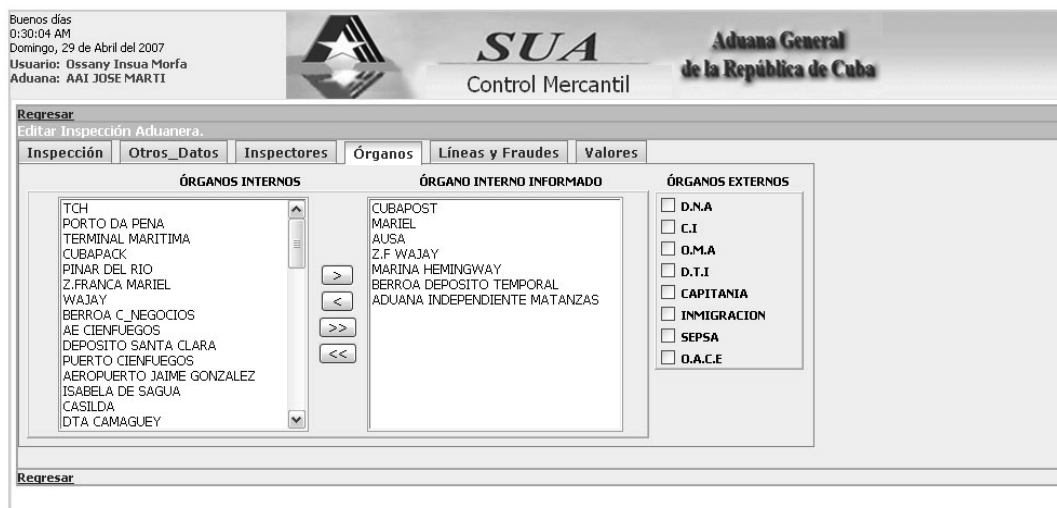 Buenos días
0:30:04 AM
Domingo, 29 de Abril del 2007
Usuario: Ossany Insua Morfa
Aduana: AAI JOSE MARTI
SUA
Control Mercantil
Aduana General
de la República de Cuba
Regresar
Editar Inspección Aduanera.
Inspección Otros_Datos Inspectores Órganos Líneas y Fraudes Valores
ÓRGANOS INTERNOS
TCH
PORTO DA PENA
TERMINAL MARITIMA
CUBAPACK
PINAR DEL RIO
Z.FRANCA MARIEL
WAJAY
BERROA C_NEGOCIOS
AE CIENFUEGOS
DEPOSITO SANTA CLARA
PUERTO CIENFUEGOS
AEROPUERTO JAIME GONZALEZ
ISABELA DE SAGUA
CASILDA
DTA CAMAGUEY
>
<
>>
<<
ÓRGANO INTERNO INFORMADO
CUBAPOST
MARIEL
AUSA
Z.F WAJAY
MARINA HEMINGWAY
BERROA DEPOSITO TEMPORAL
ADUANA INDEPENDIENTE MATANZAS
ÓRGANOS EXTERNOS
D.N.A
C.I
O.M.A
D.T.I
CAPITANIA
INMIGRACION
SEPSA
O.A.C.E
Regresar